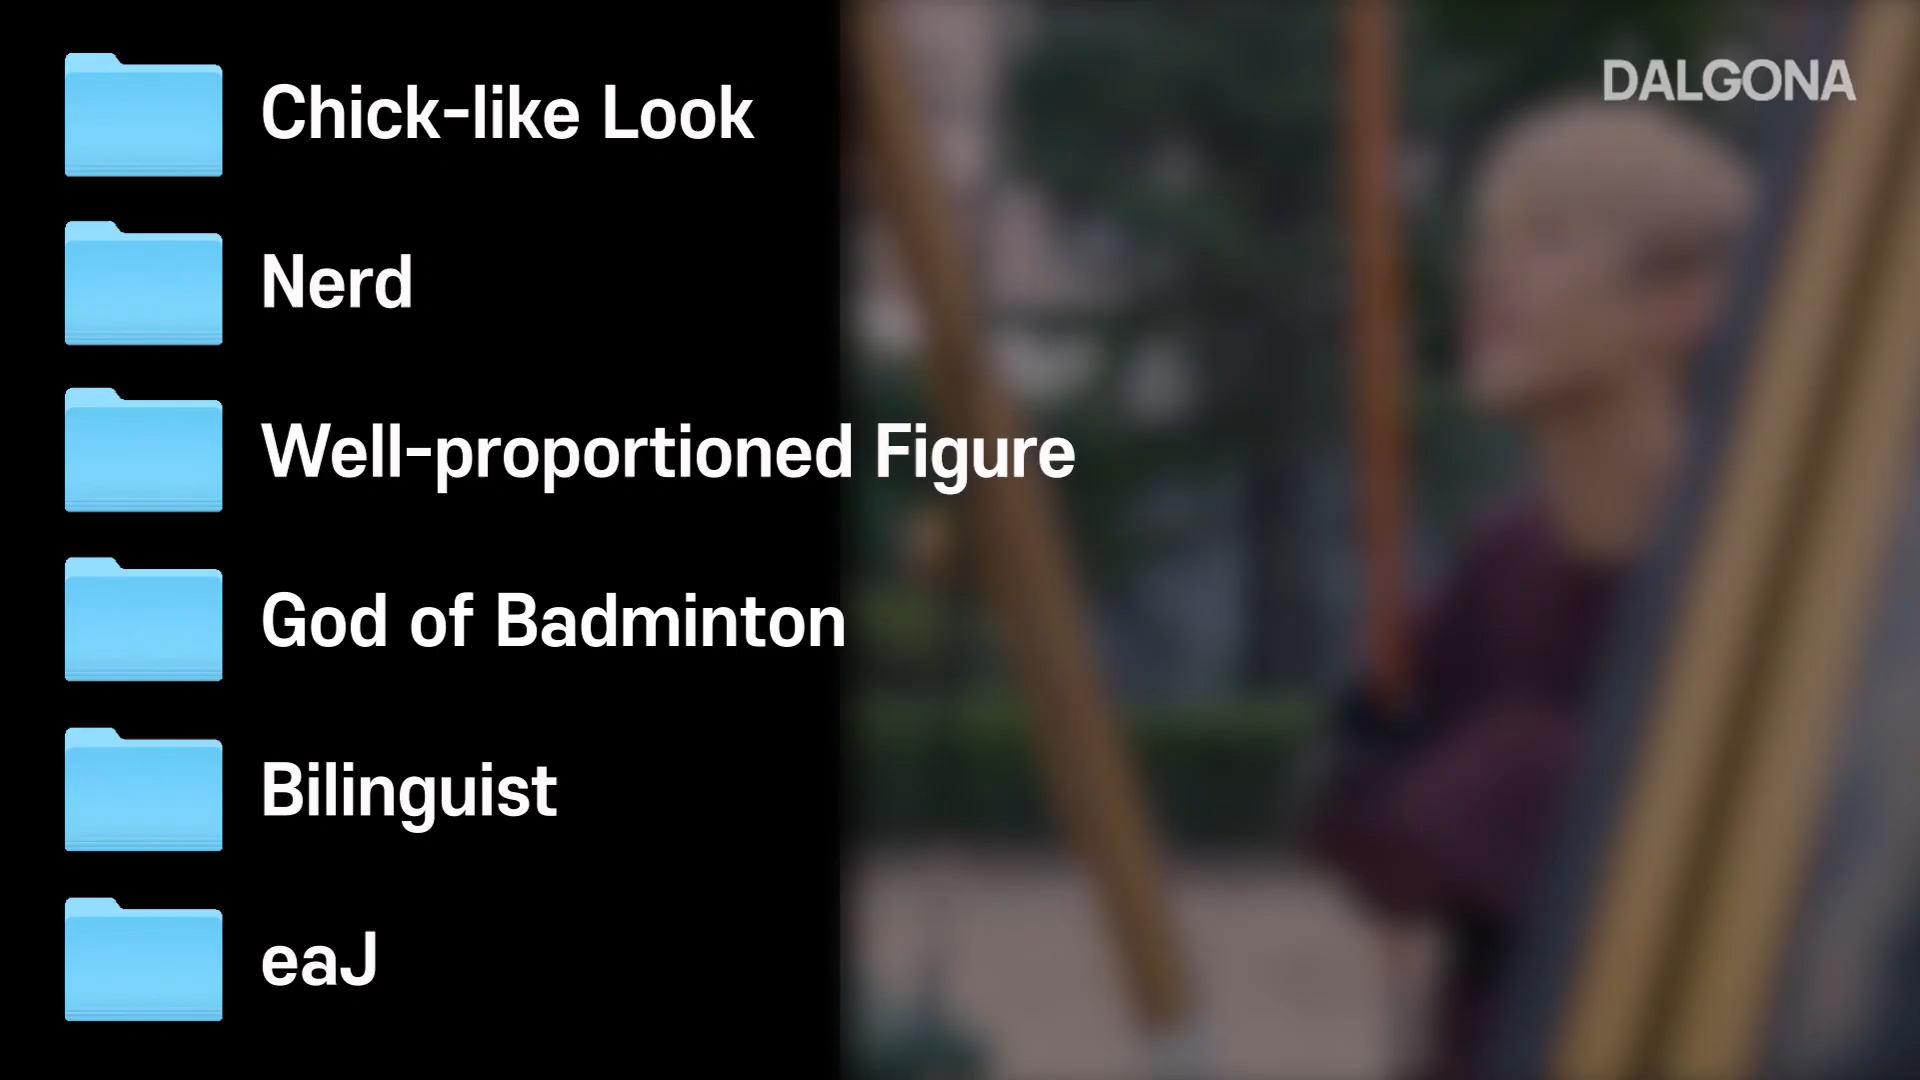 DALGONA
Chick-like Look
Nerd
Well-proportioned Figure
God of Badminton
Bilinguist
eaJ